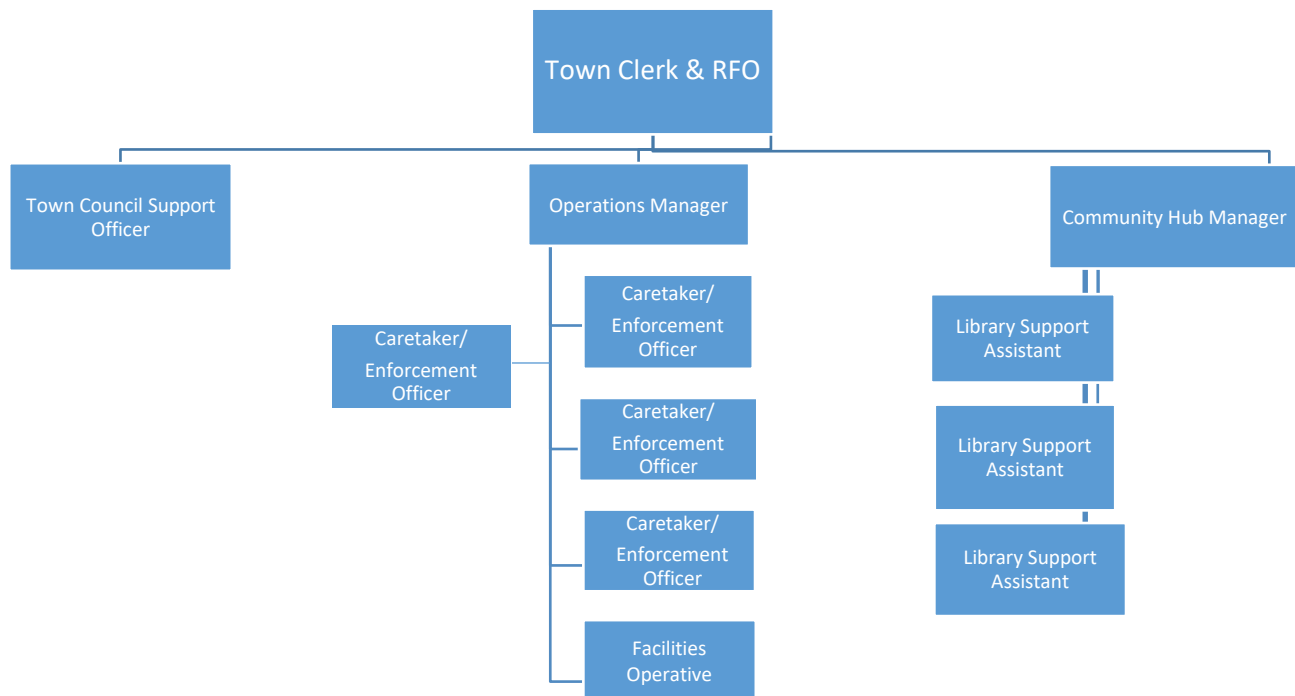 Town Clerk & RFO
Town Council Support
Officer
Operations Manager
Community Hub Manager
Caretaker/
Enforcement
Officer
Caretaker/
Enforcement
Officer
Caretaker/
Enforcement
Officer
Caretaker/
Enforcement
Officer
Facilities
Operative
Library Support
Assistant
Library Support
Assistant
Library Support
Assistant